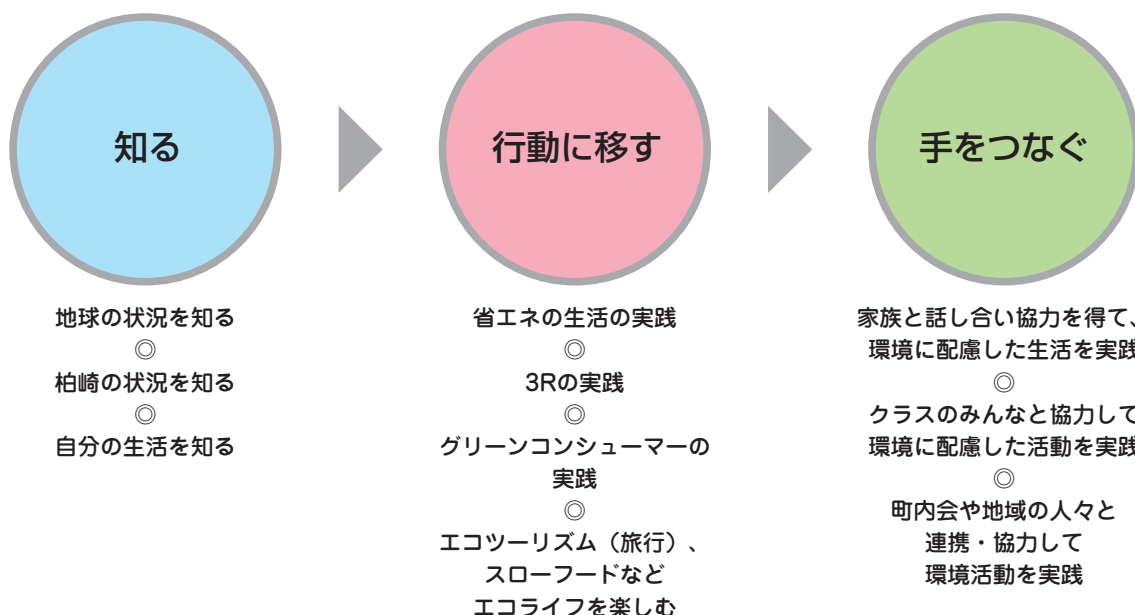 知る
地球の状況を知る
◎
柏崎の状況を知る
◎
自分の生活を知る
行動に移す
省エネの生活の実践
◎
3Rの実践
◎
グリーンコンシューマーの
実践
◎
エコツーリズム（旅行）、
スローフードなど
エコライフを楽しむ
手をつなぐ
家族と話し合い協力を得て、
環境に配慮した生活を実践
◎
クラスのみんなと協力して
環境に配慮した活動を実践
◎
町内会や地域の人々と
連携・協力して
環境活動を実践